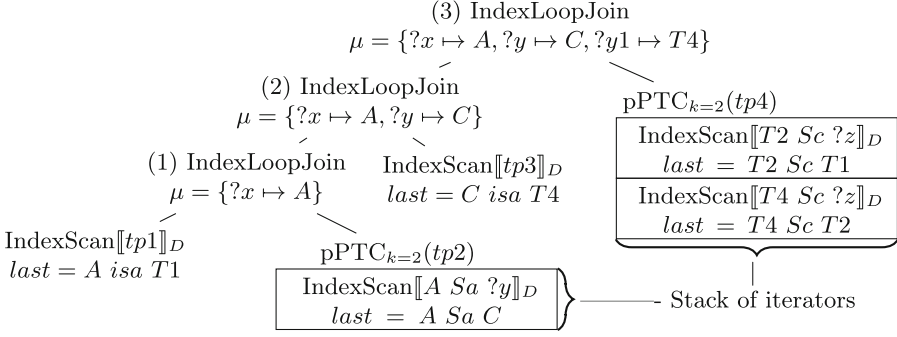 (3) IndexLoopJoin
μ = {?x ↦ A, ?y ↦ C, ?y1 ↦ T4}
(2) IndexLoopJoin
μ = {?x ↦ A, ?y ↦ C}
pPTC_{k=2}(tp4)
IndexScan⟦T2 Sc ?z⟧_D
last = T2 Sc T1
IndexScan⟦T4 Sc ?z⟧_D
last = T4 Sc T2
(1) IndexLoopJoin
μ = {?x ↦ A}
IndexScan⟦tp3⟧_D
last = C isa T4
IndexScan⟦tp1⟧_D
last = A isa T1
pPTC_{k=2}(tp2)
IndexScan⟦A Sa ?y⟧_D
last = A Sa C
Stack of iterators